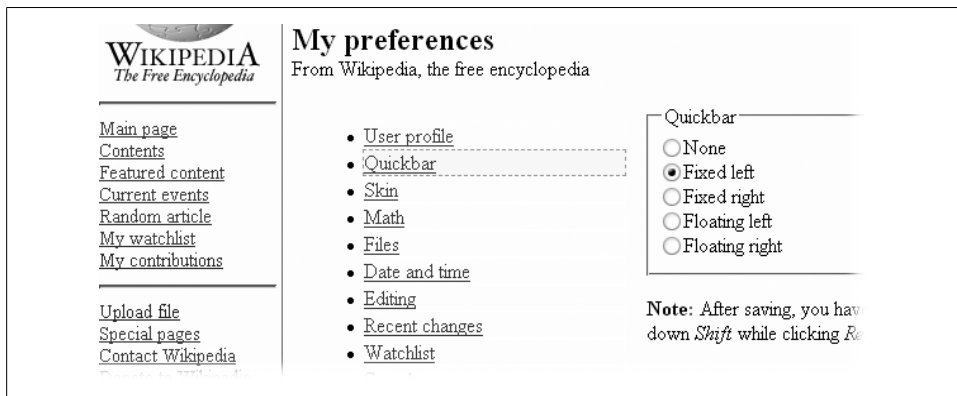 WIKIPEDIA
The Free Encyclopedia
Main page
Contents
Featured content
Current events
Random article
My watchlist
My contributions
Upload file
Special pages
Contact Wikipedia
My preferences
From Wikipedia, the free encyclopedia
User profile
Quickbar
Skin
Math
Files
Date and time
Editing
Recent changes
Watchlist
Quickbar
None
Fixed left
Fixed right
Floating left
Floating right
Note: After saving, you hav
down Shift while clicking Re